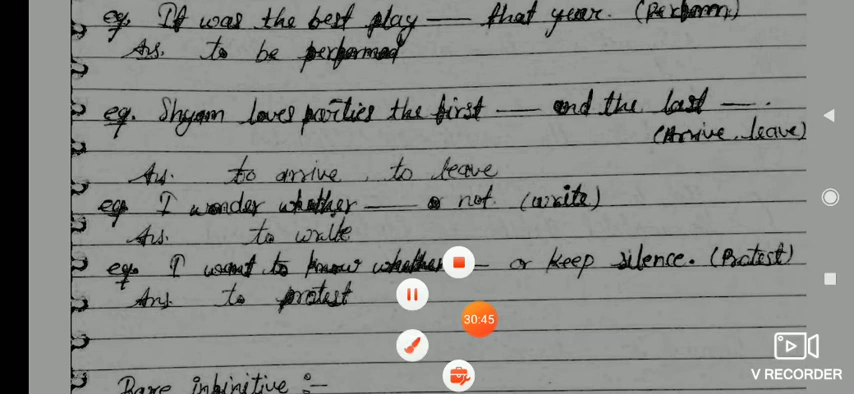 eg. It was the best play — that year. (Perform)
Ans. to be performed
eg. Shyam loves parties the first — and the last — .
(Arrive, leave)
Ans. to arrive, to leave
eg. I wonder whether — or not. (write)
Ans. to write
eg. I want to know whether — or keep silence. (Protest)
Ans. to protest
30:45
V RECORDER
Bare infinitive :-